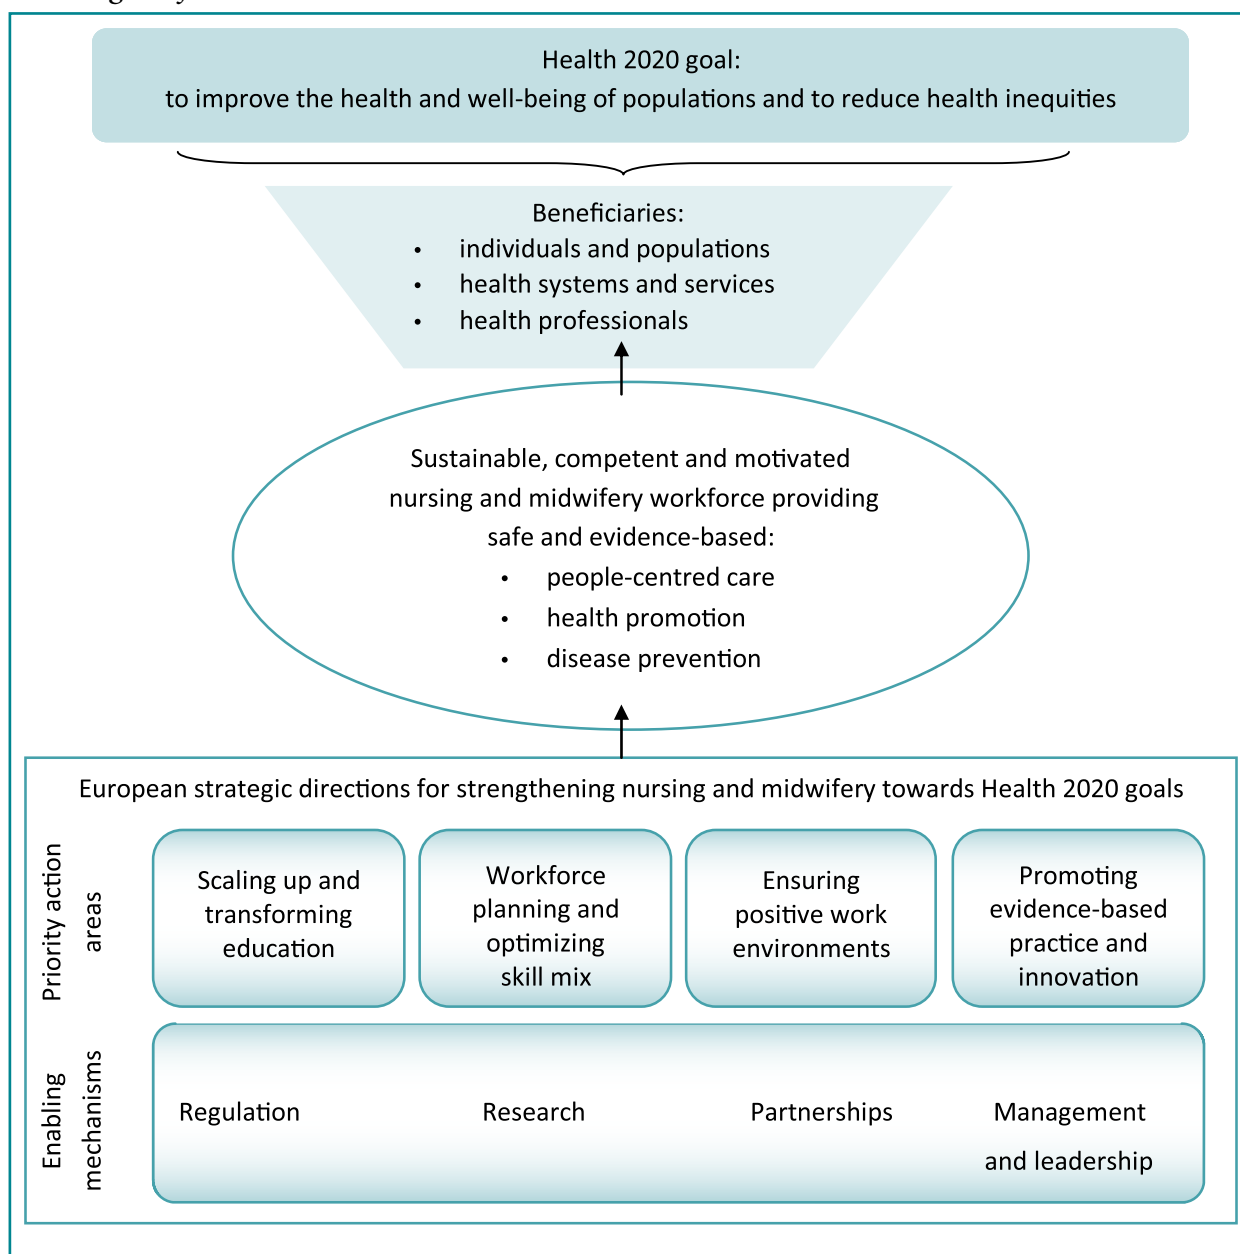 Health 2020 goal:
to improve the health and well-being of populations and to reduce health inequities
Beneficiaries:
• individuals and populations
• health systems and services
• health professionals
Sustainable, competent and motivated
nursing and midwifery workforce providing
safe and evidence-based:
• people-centred care
• health promotion
• disease prevention
European strategic directions for strengthening nursing and midwifery towards Health 2020 goals
Priority action
areas
Scaling up and
transforming
education
Workforce
planning and
optimizing
skill mix
Ensuring
positive work
environments
Promoting
evidence-based
practice and
innovation
Enabling
mechanisms
Regulation
Research
Partnerships
Management
and leadership